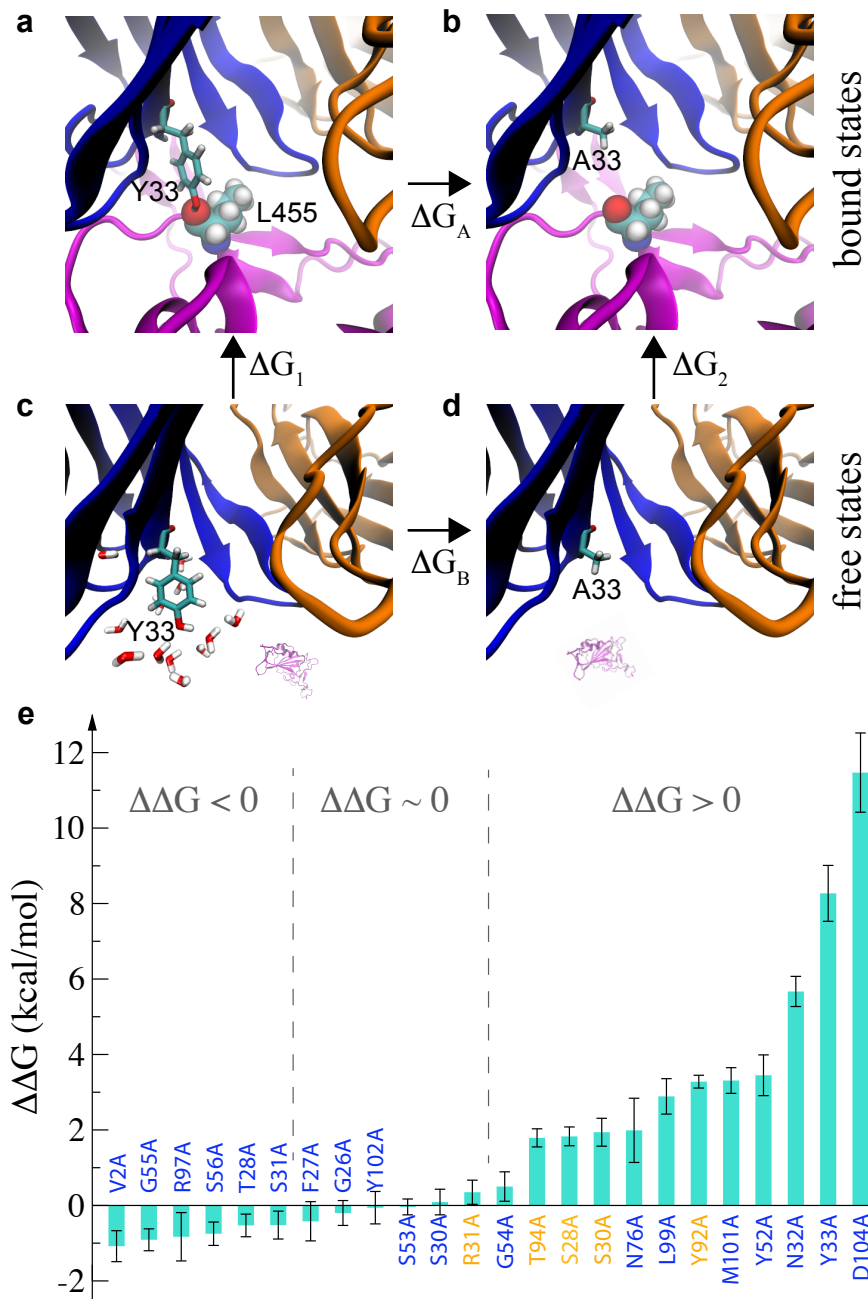 a
b
Y33
L455
A33
ΔG_A
bound states
ΔG_1
ΔG_2
c
d
Y33
A33
ΔG_B
free states
e
ΔΔG (kcal/mol)
12
10
8
6
4
2
0
-2
ΔΔG < 0
ΔΔG ~ 0
ΔΔG > 0
V2A
G55A
R97A
S56A
T28A
S31A
F27A
G26A
Y102A
S53A
S30A
R31A
G54A
T94A
S28A
S30A
N76A
L99A
Y92A
M101A
Y52A
N32A
Y33A
D104A